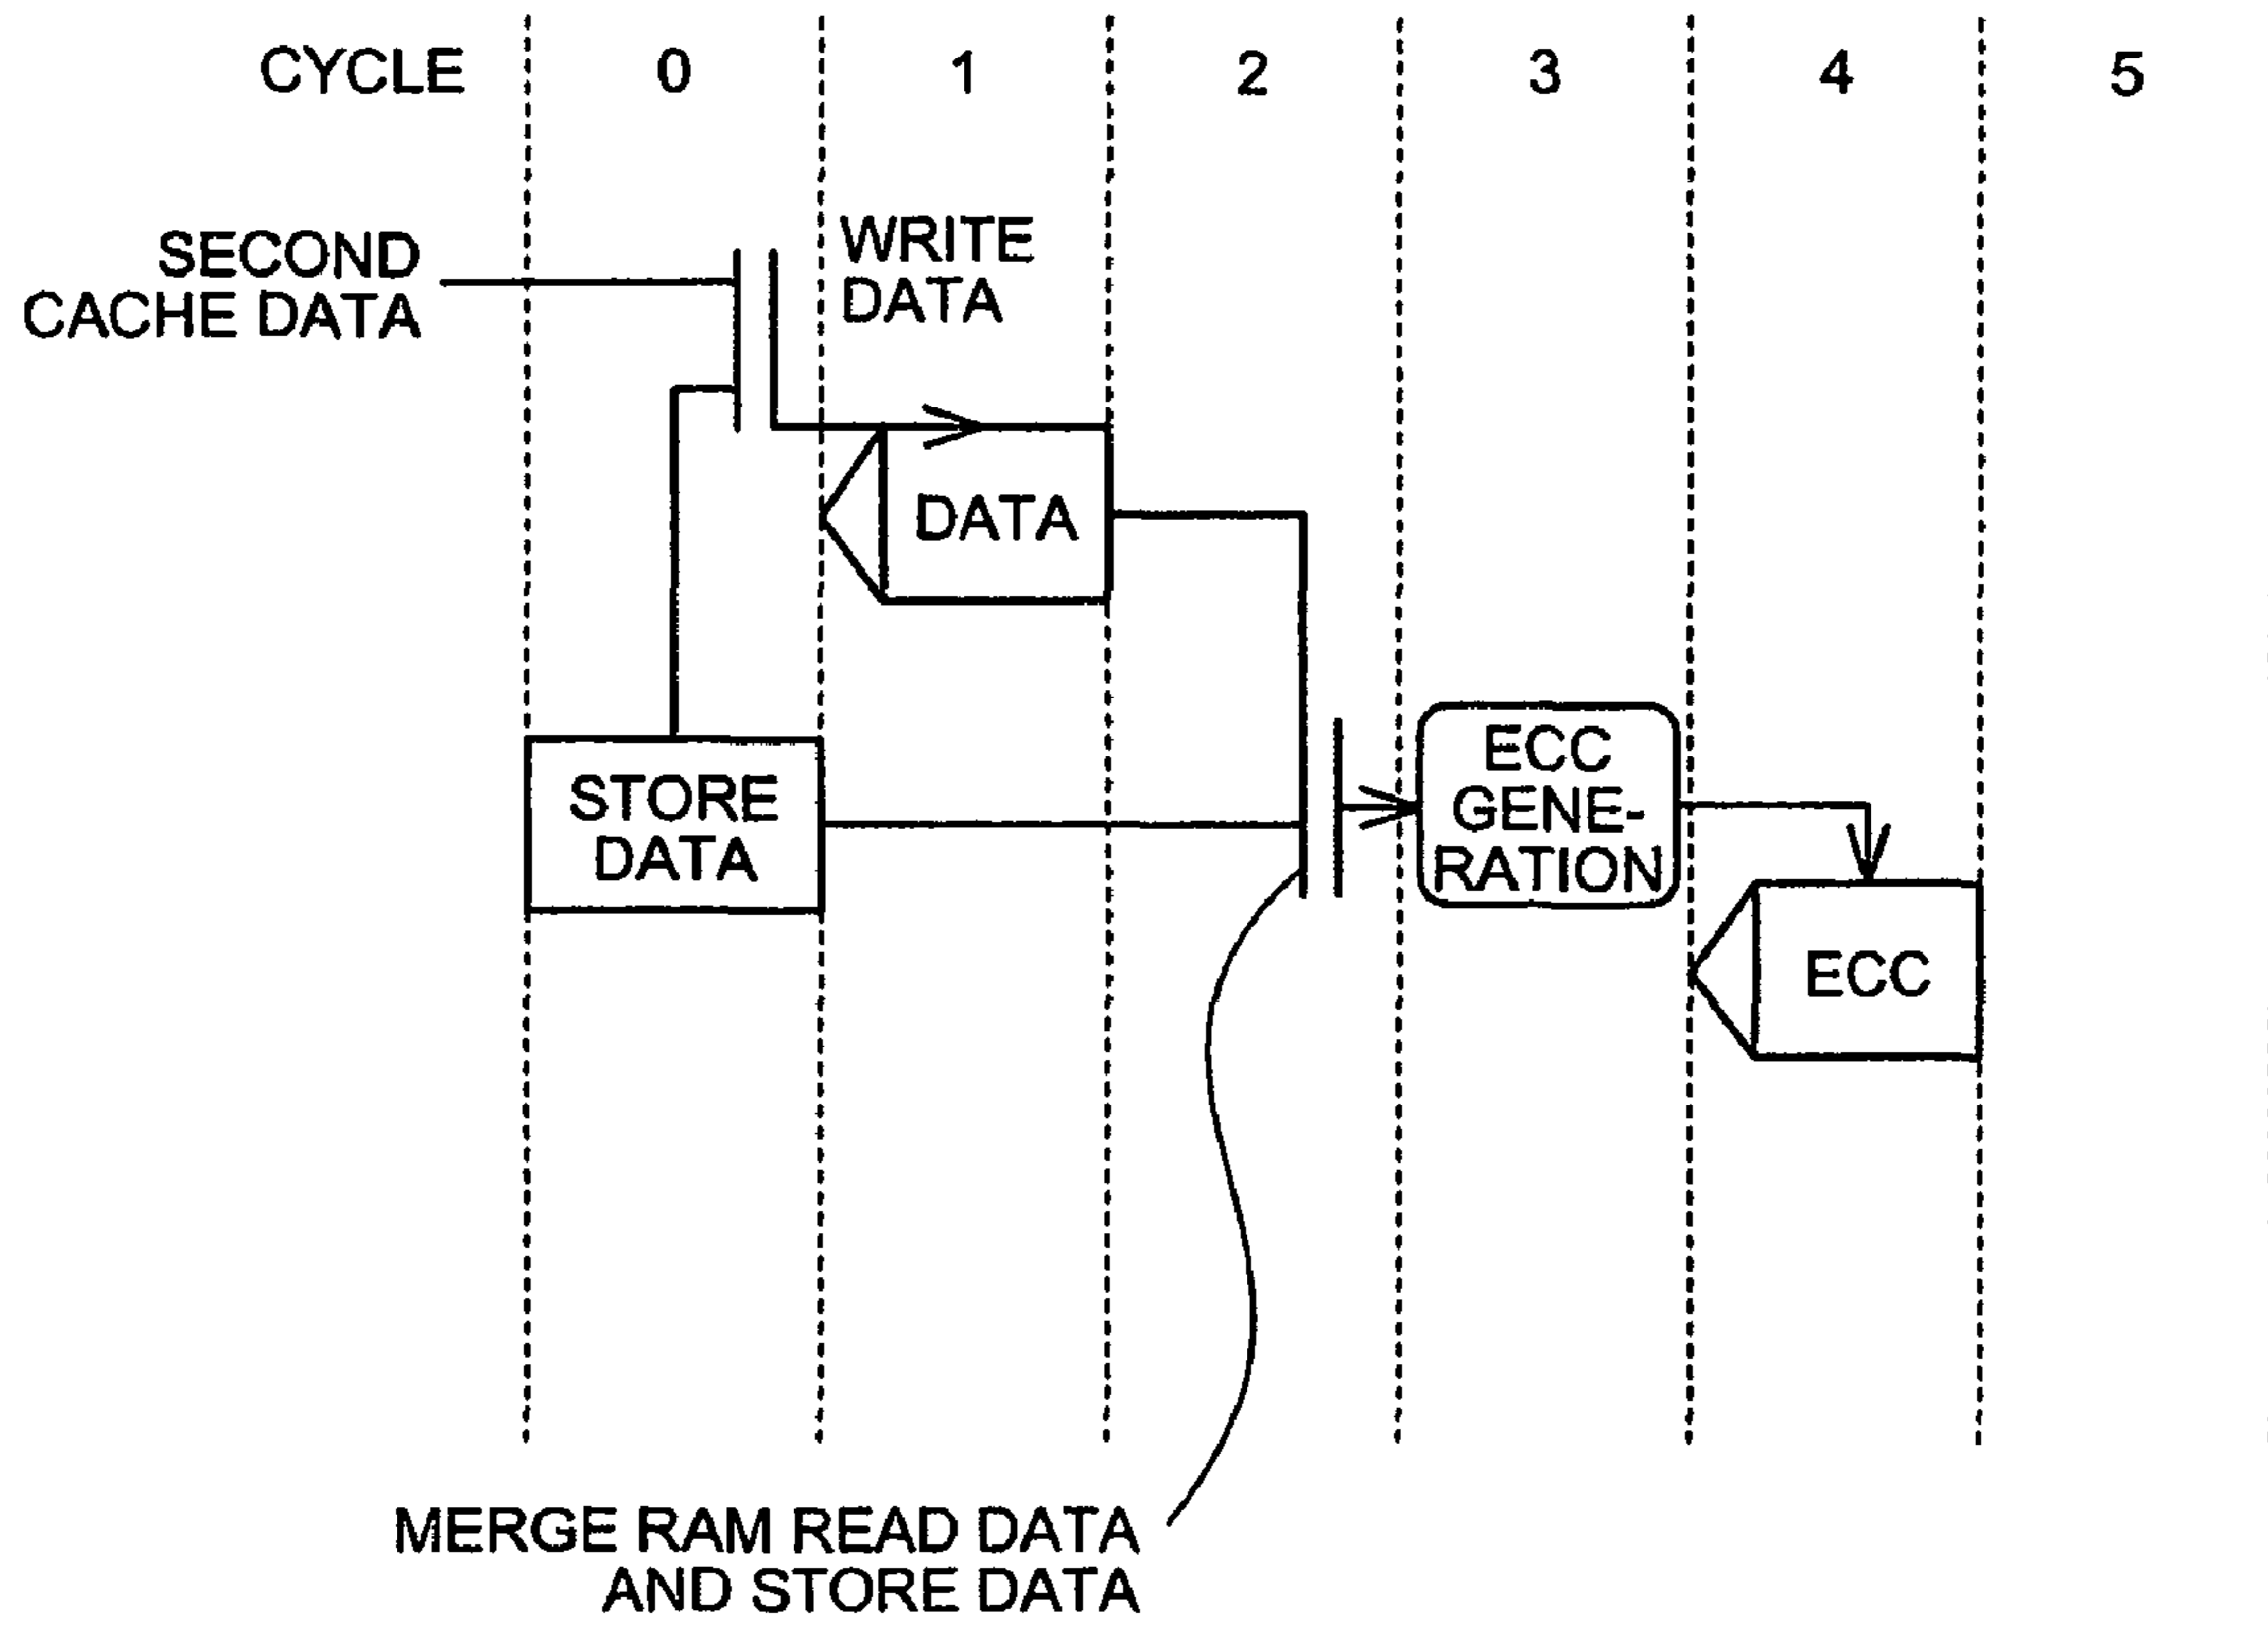 CYCLE 0 1 2 3 4 5
SECOND
CACHE DATA
WRITE
DATA
DATA
STORE
DATA
ECC
GENE-
RATION
ECC
MERGE RAM READ DATA
AND STORE DATA